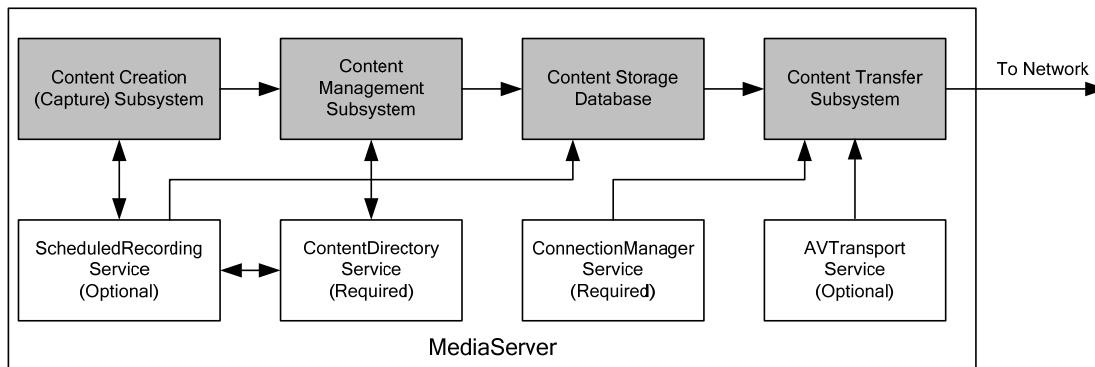 Content Creation
(Capture) Subsystem
Content
Management
Subsystem
Content Storage
Database
Content Transfer
Subsystem
To Network
ScheduledRecording
Service
(Optional)
ContentDirectory
Service
(Required)
ConnectionManager
Service
(Required)
AVTransport
Service
(Optional)
MediaServer